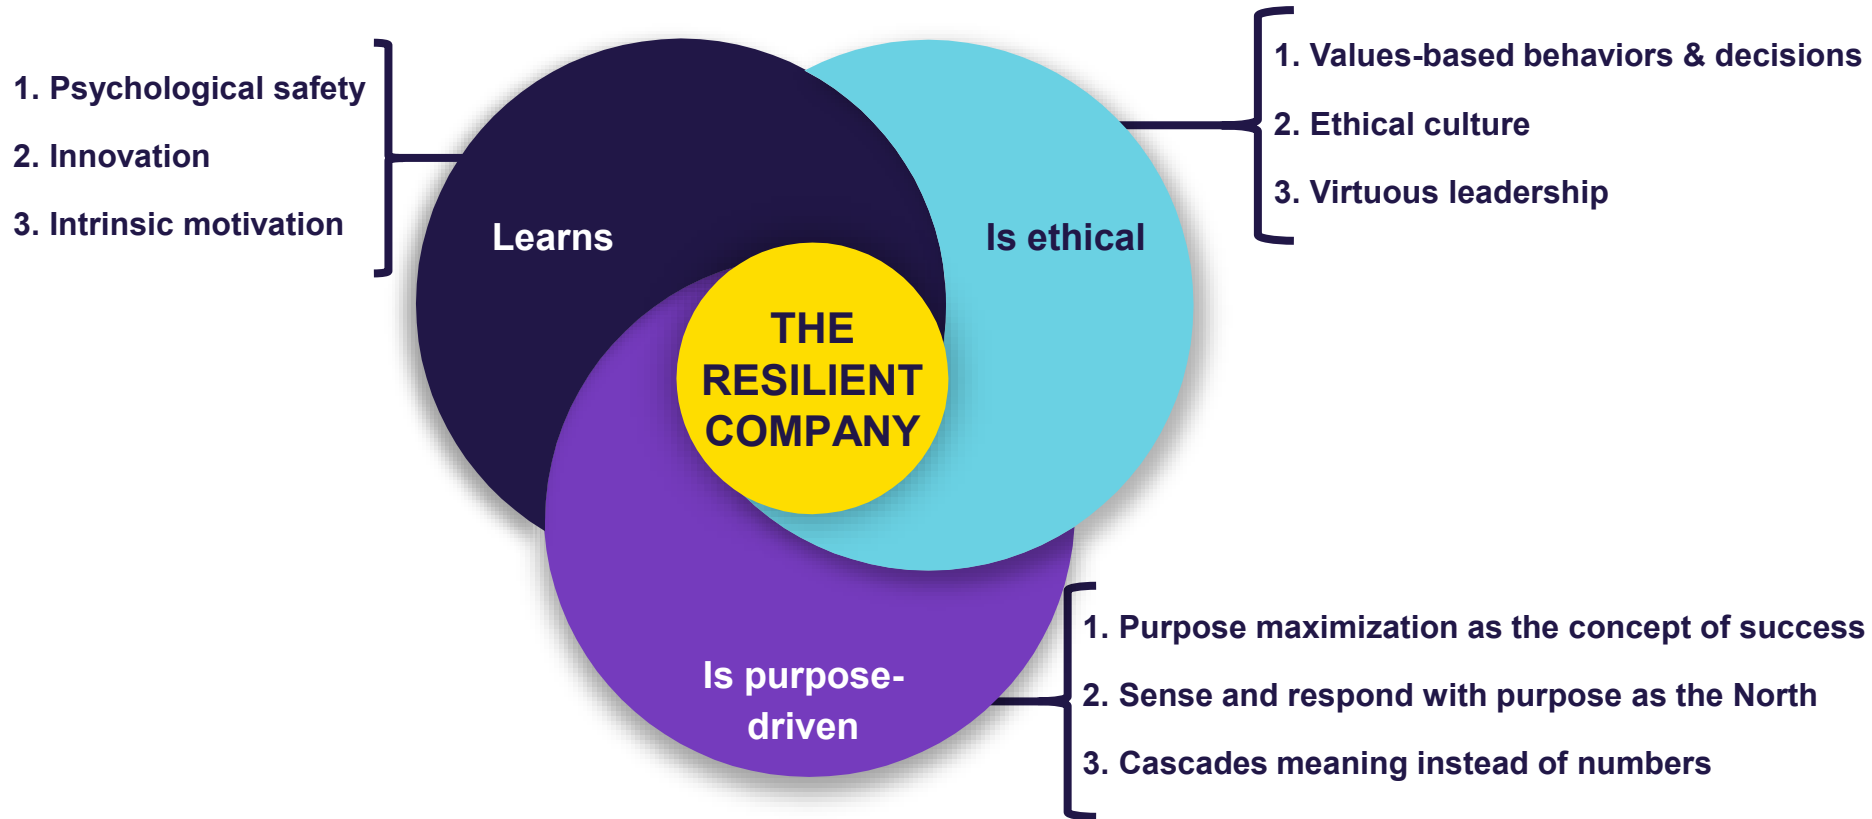 1. Psychological safety
2. Innovation
3. Intrinsic motivation
Learns
Is ethical
1. Values-based behaviors & decisions
2. Ethical culture
3. Virtuous leadership
THE
RESILIENT
COMPANY
Is purpose-
driven
1. Purpose maximization as the concept of success
2. Sense and respond with purpose as the North
3. Cascades meaning instead of numbers